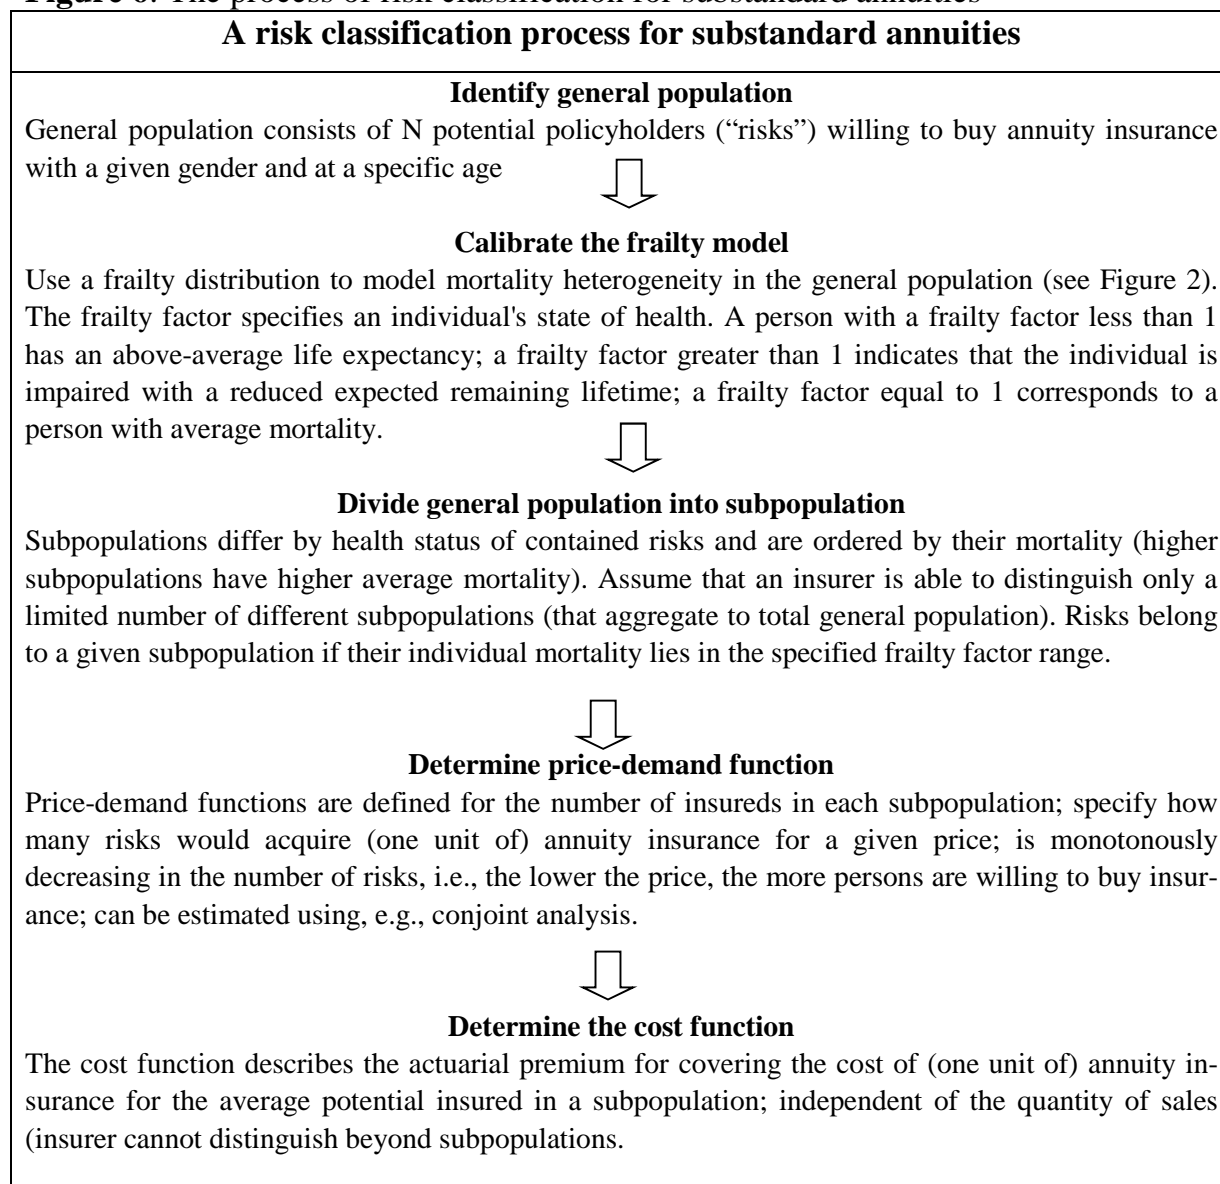 Figure 6: The process of risk classification for substandard annuities
A risk classification process for substandard annuities
Identify general population
General population consists of N potential policyholders (“risks”) willing to buy annuity insurance
with a given gender and at a specific age
Calibrate the frailty model
Use a frailty distribution to model mortality heterogeneity in the general population (see Figure 2).
The frailty factor specifies an individual's state of health. A person with a frailty factor less than 1
has an above-average life expectancy; a frailty factor greater than 1 indicates that the individual is
impaired with a reduced expected remaining lifetime; a frailty factor equal to 1 corresponds to a
person with average mortality.
Divide general population into subpopulation
Subpopulations differ by health status of contained risks and are ordered by their mortality (higher
subpopulations have higher average mortality). Assume that an insurer is able to distinguish only a
limited number of different subpopulations (that aggregate to total general population). Risks belong
to a given subpopulation if their individual mortality lies in the specified frailty factor range.
Determine price-demand function
Price-demand functions are defined for the number of insureds in each subpopulation; specify how
many risks would acquire (one unit of) annuity insurance for a given price; is monotonously
decreasing in the number of risks, i.e., the lower the price, the more persons are willing to buy insur-
ance; can be estimated using, e.g., conjoint analysis.
Determine the cost function
The cost function describes the actuarial premium for covering the cost of (one unit of) annuity in-
surance for the average potential insured in a subpopulation; independent of the quantity of sales
(insurer cannot distinguish beyond subpopulations.